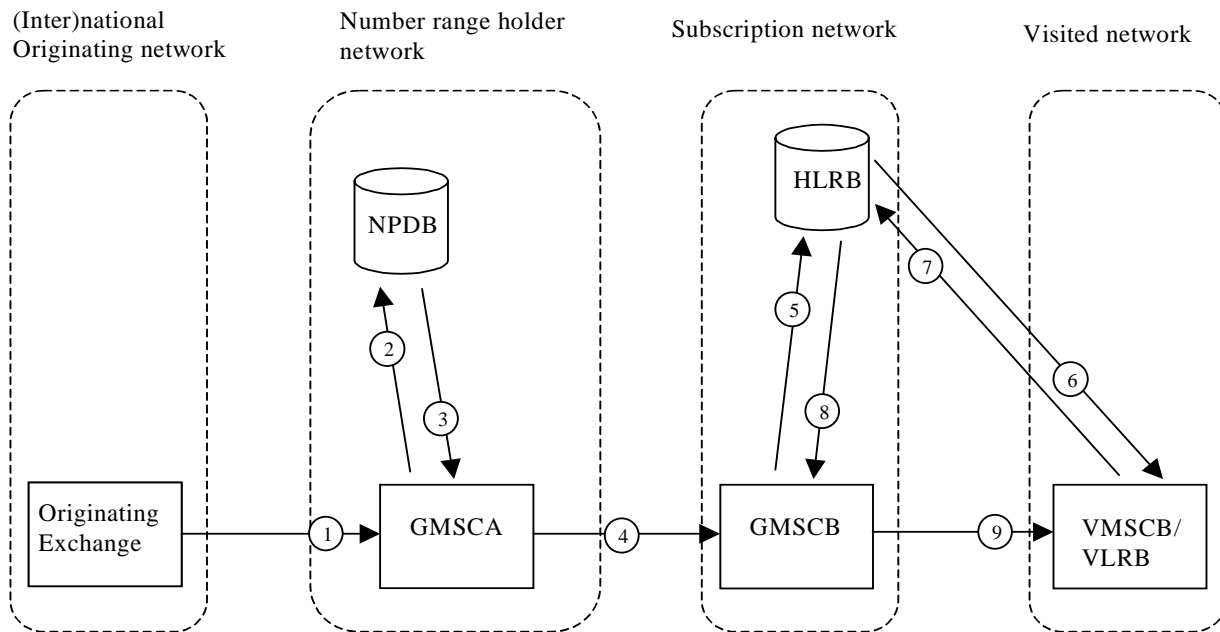 (Inter)national
Originating network
Number range holder
network
Subscription network
Visited network
NPDB
HLRB
2
3
5
8
7
6
Originating
Exchange
1
GMSCA
4
GMSCB
9
VMSCB/
VLRB